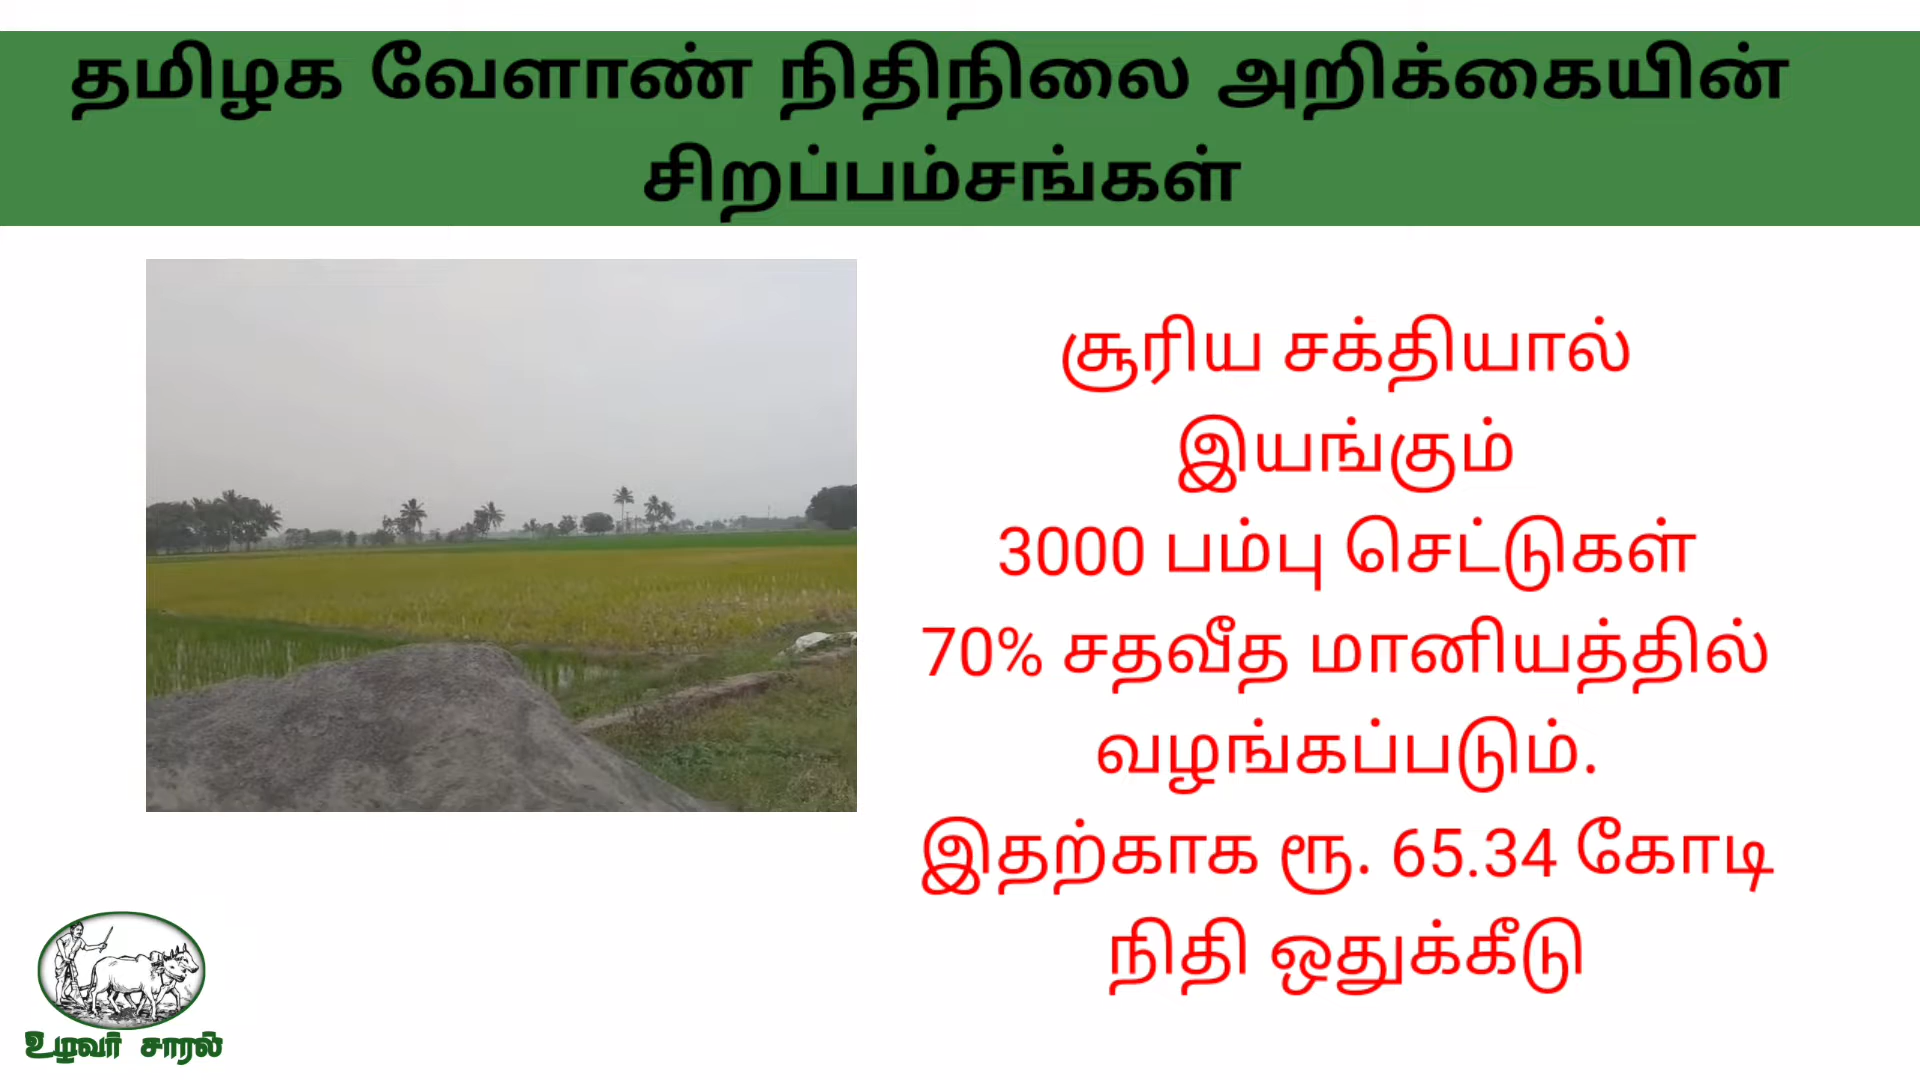 தமிழக வேளாண் நிதிநிலை அறிக்கையின்
சிறப்பம்சங்கள்
சூரிய சக்தியால்
இயங்கும்
3000 பம்பு செட்டுகள்
70% சதவீத மானியத்தில்
வழங்கப்படும்.
இதற்காக ரூ. 65.34 கோடி
நிதி ஒதுக்கீடு
உழவர் சாரல்